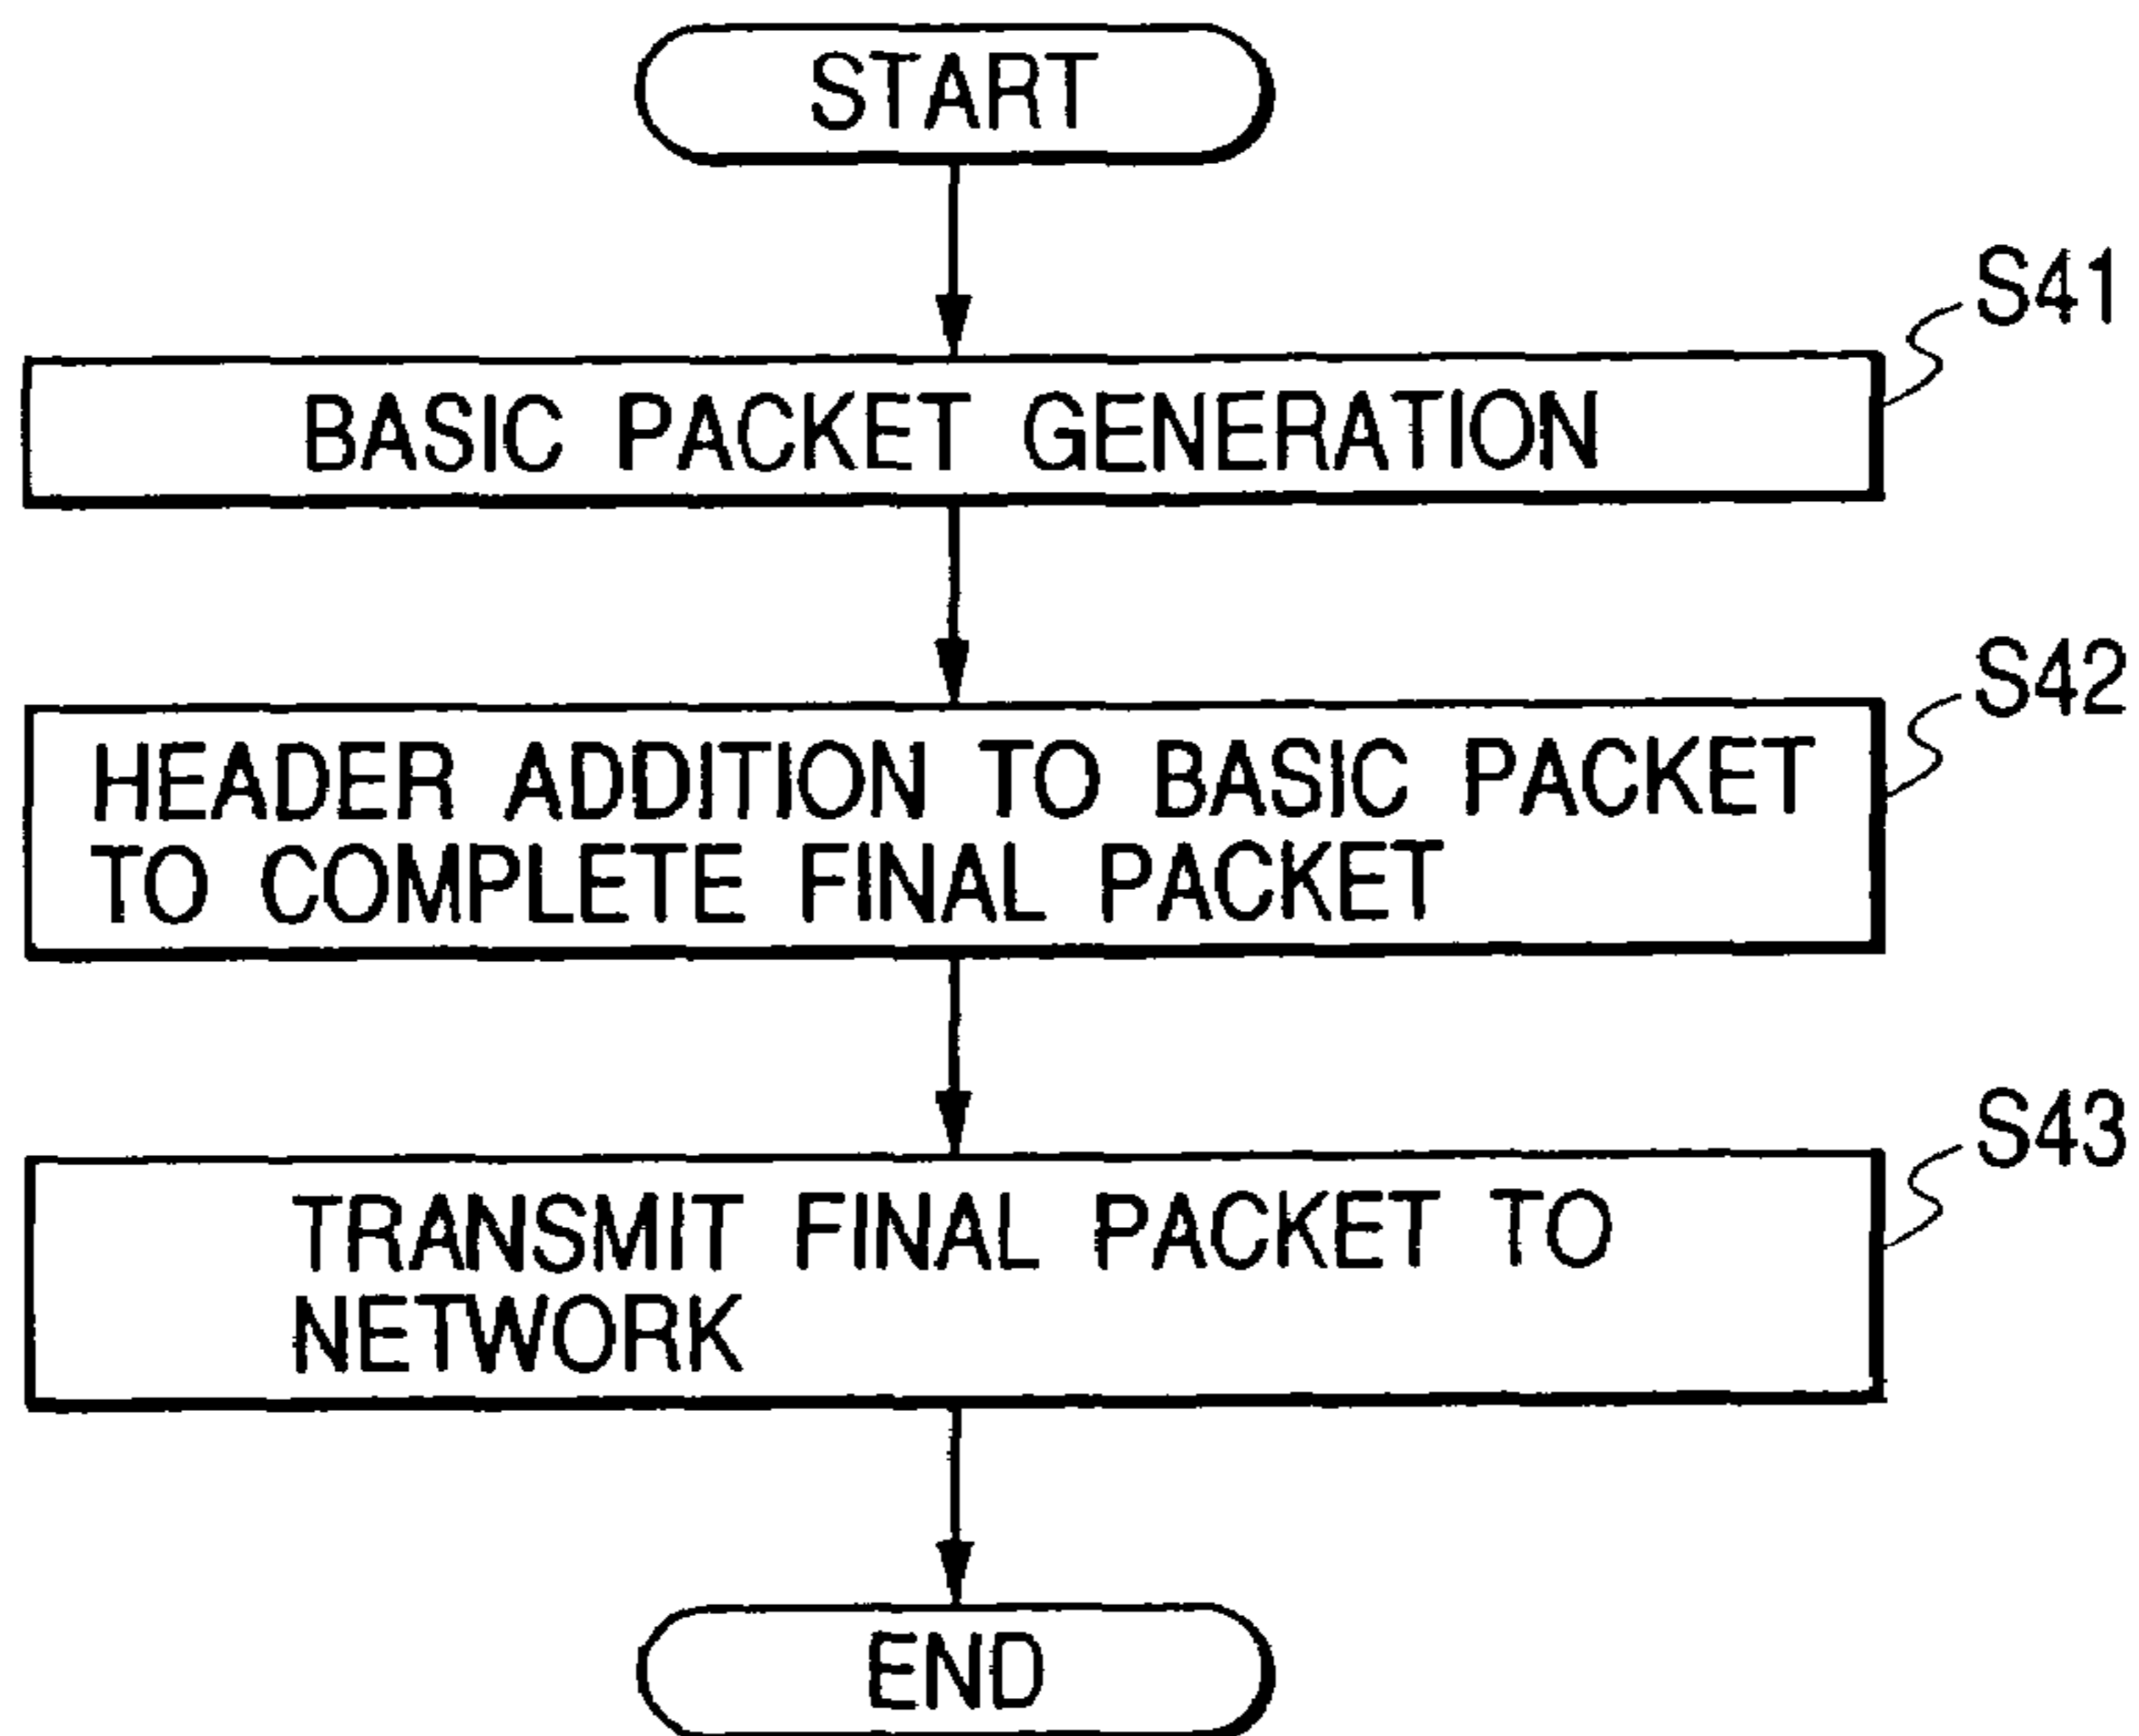 START
S41
BASIC PACKET GENERATION
S42
HEADER ADDITION TO BASIC PACKET
TO COMPLETE FINAL PACKET
S43
TRANSMIT FINAL PACKET TO
NETWORK
END